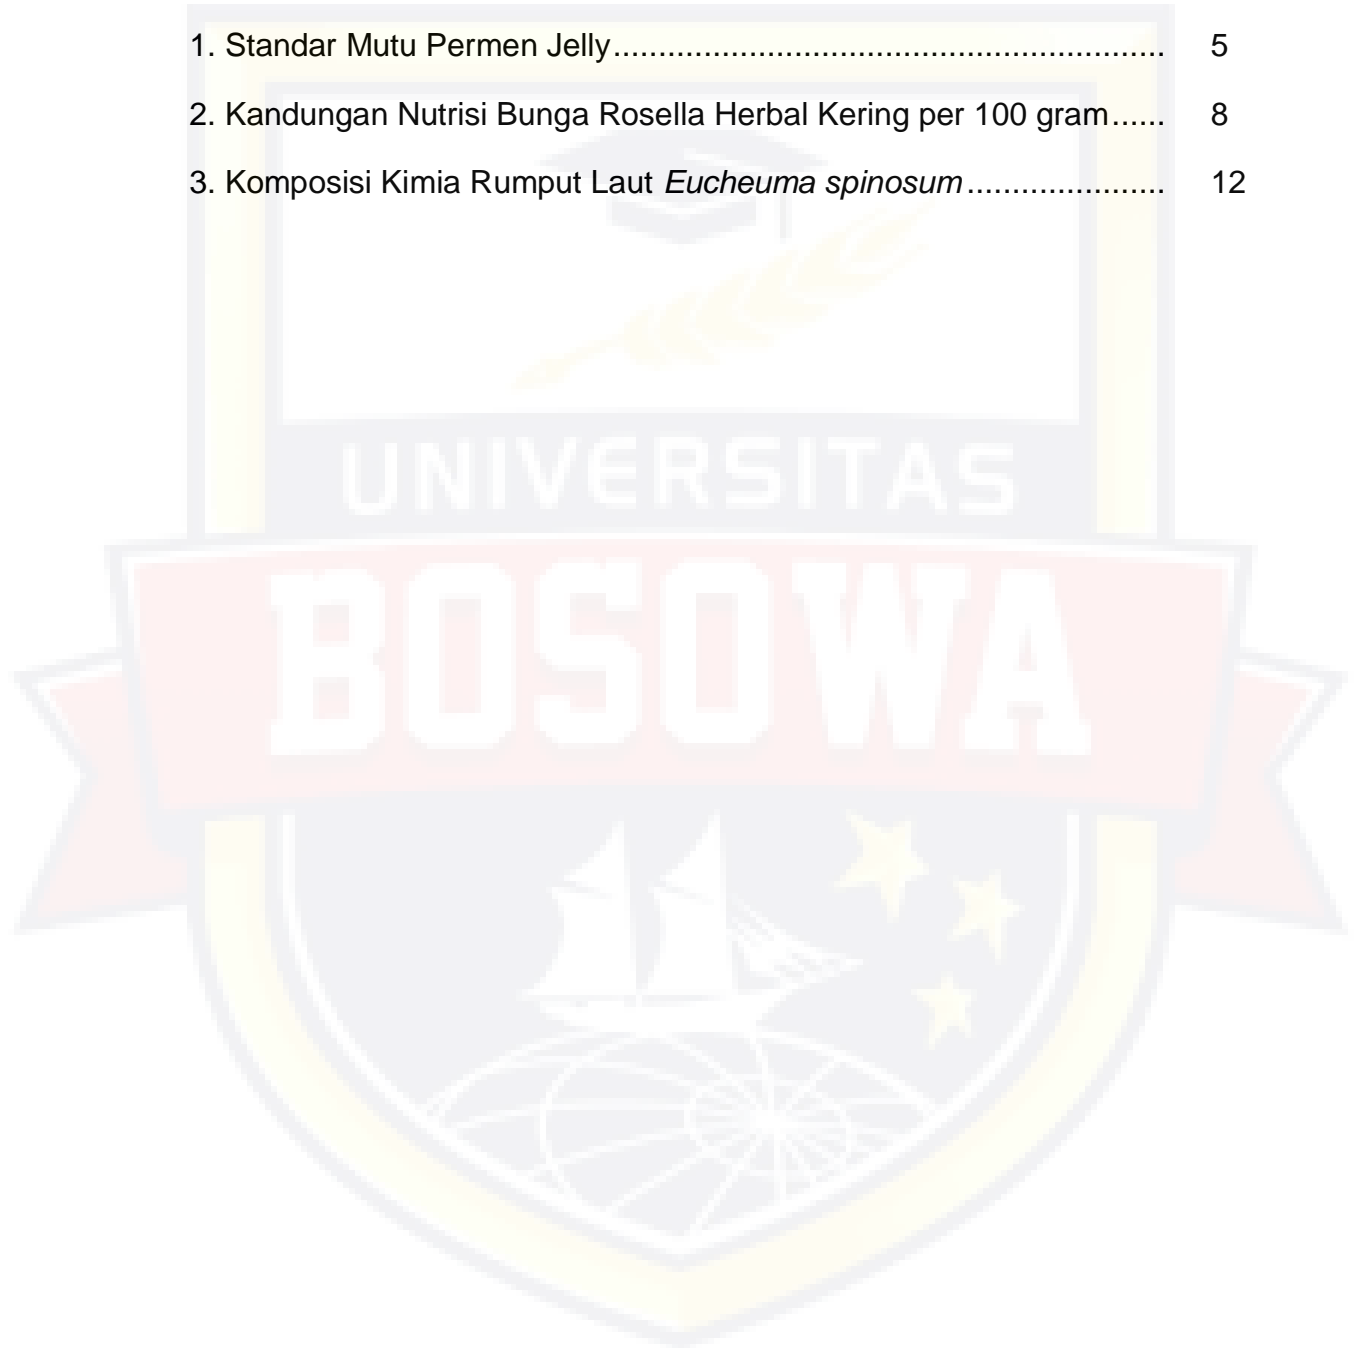 1. Standar Mutu Permen Jelly............................................................. 5
2. Kandungan Nutrisi Bunga Rosella Herbal Kering per 100 gram...... 8
3. Komposisi Kimia Rumput Laut Eucheuma spinosum...................... 12
UNIVERSITAS
BOSOWA